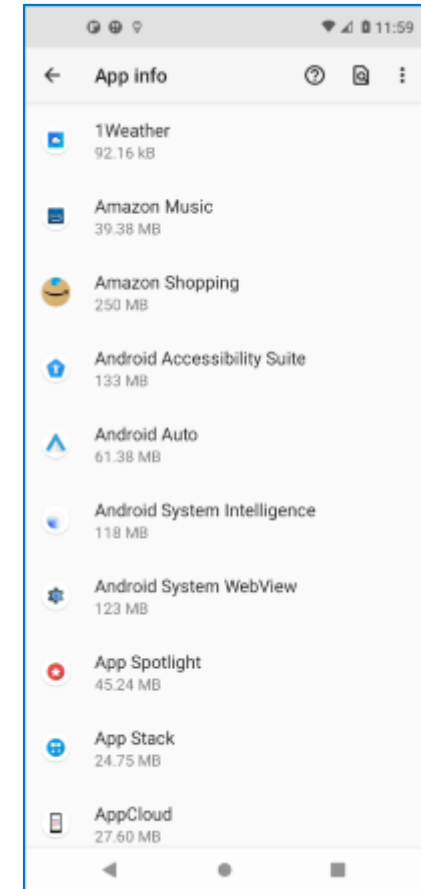 11:59
App info
1Weather
92.16 kB
Amazon Music
39.38 MB
Amazon Shopping
250 MB
Android Accessibility Suite
133 MB
Android Auto
61.38 MB
Android System Intelligence
118 MB
Android System WebView
123 MB
App Spotlight
45.24 MB
App Stack
24.75 MB
AppCloud
27.60 MB